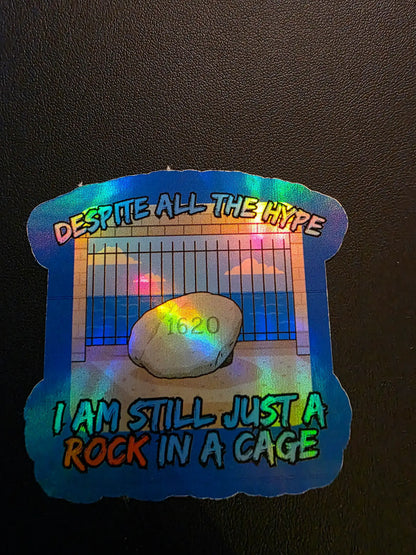 DESPITE ALL THE HYPE
1620
I AM STILL JUST A
ROCK IN A CAGE